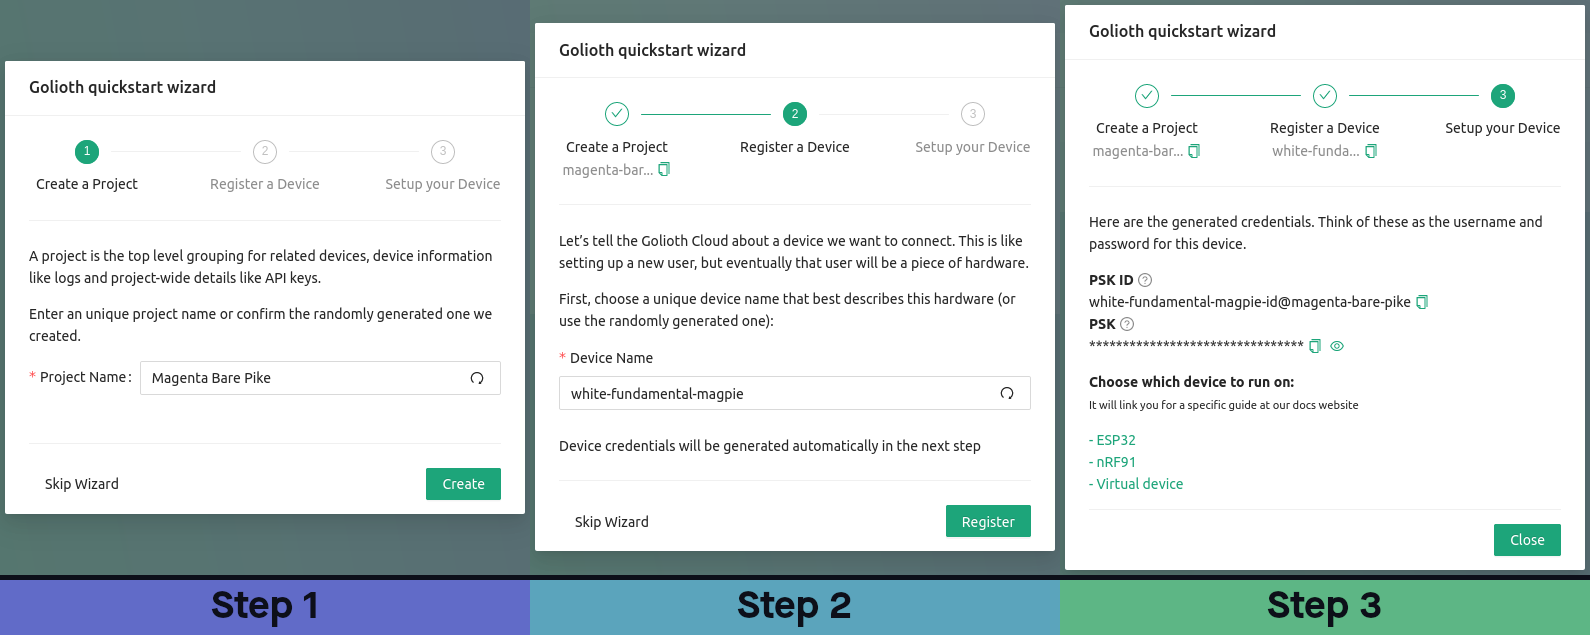 Golioth quickstart wizard
1
2
3
Create a Project
Register a Device
Setup your Device
A project is the top level grouping for related devices, device information
like logs and project-wide details like API keys.
Enter an unique project name or confirm the randomly generated one we
created.
* Project Name:
Magenta Bare Pike
Skip Wizard
Create
Step 1
Golioth quickstart wizard
2
3
Create a Project
Register a Device
Setup your Device
magenta-bar...
Let’s tell the Golioth Cloud about a device we want to connect. This is like
setting up a new user, but eventually that user will be a piece of hardware.
First, choose a unique device name that best describes this hardware (or
use the randomly generated one):
* Device Name
white-fundamental-magpie
Device credentials will be generated automatically in the next step
Skip Wizard
Register
Step 2
Golioth quickstart wizard
3
Create a Project
Register a Device
Setup your Device
magenta-bar...
white-funda...
Here are the generated credentials. Think of these as the username and
password for this device.
PSK ID ?
white-fundamental-magpie-id@magenta-bare-pike
PSK ?
********************************
Choose which device to run on:
It will link you for a specific guide at our docs website
- ESP32
- nRF91
- Virtual device
Close
Step 3